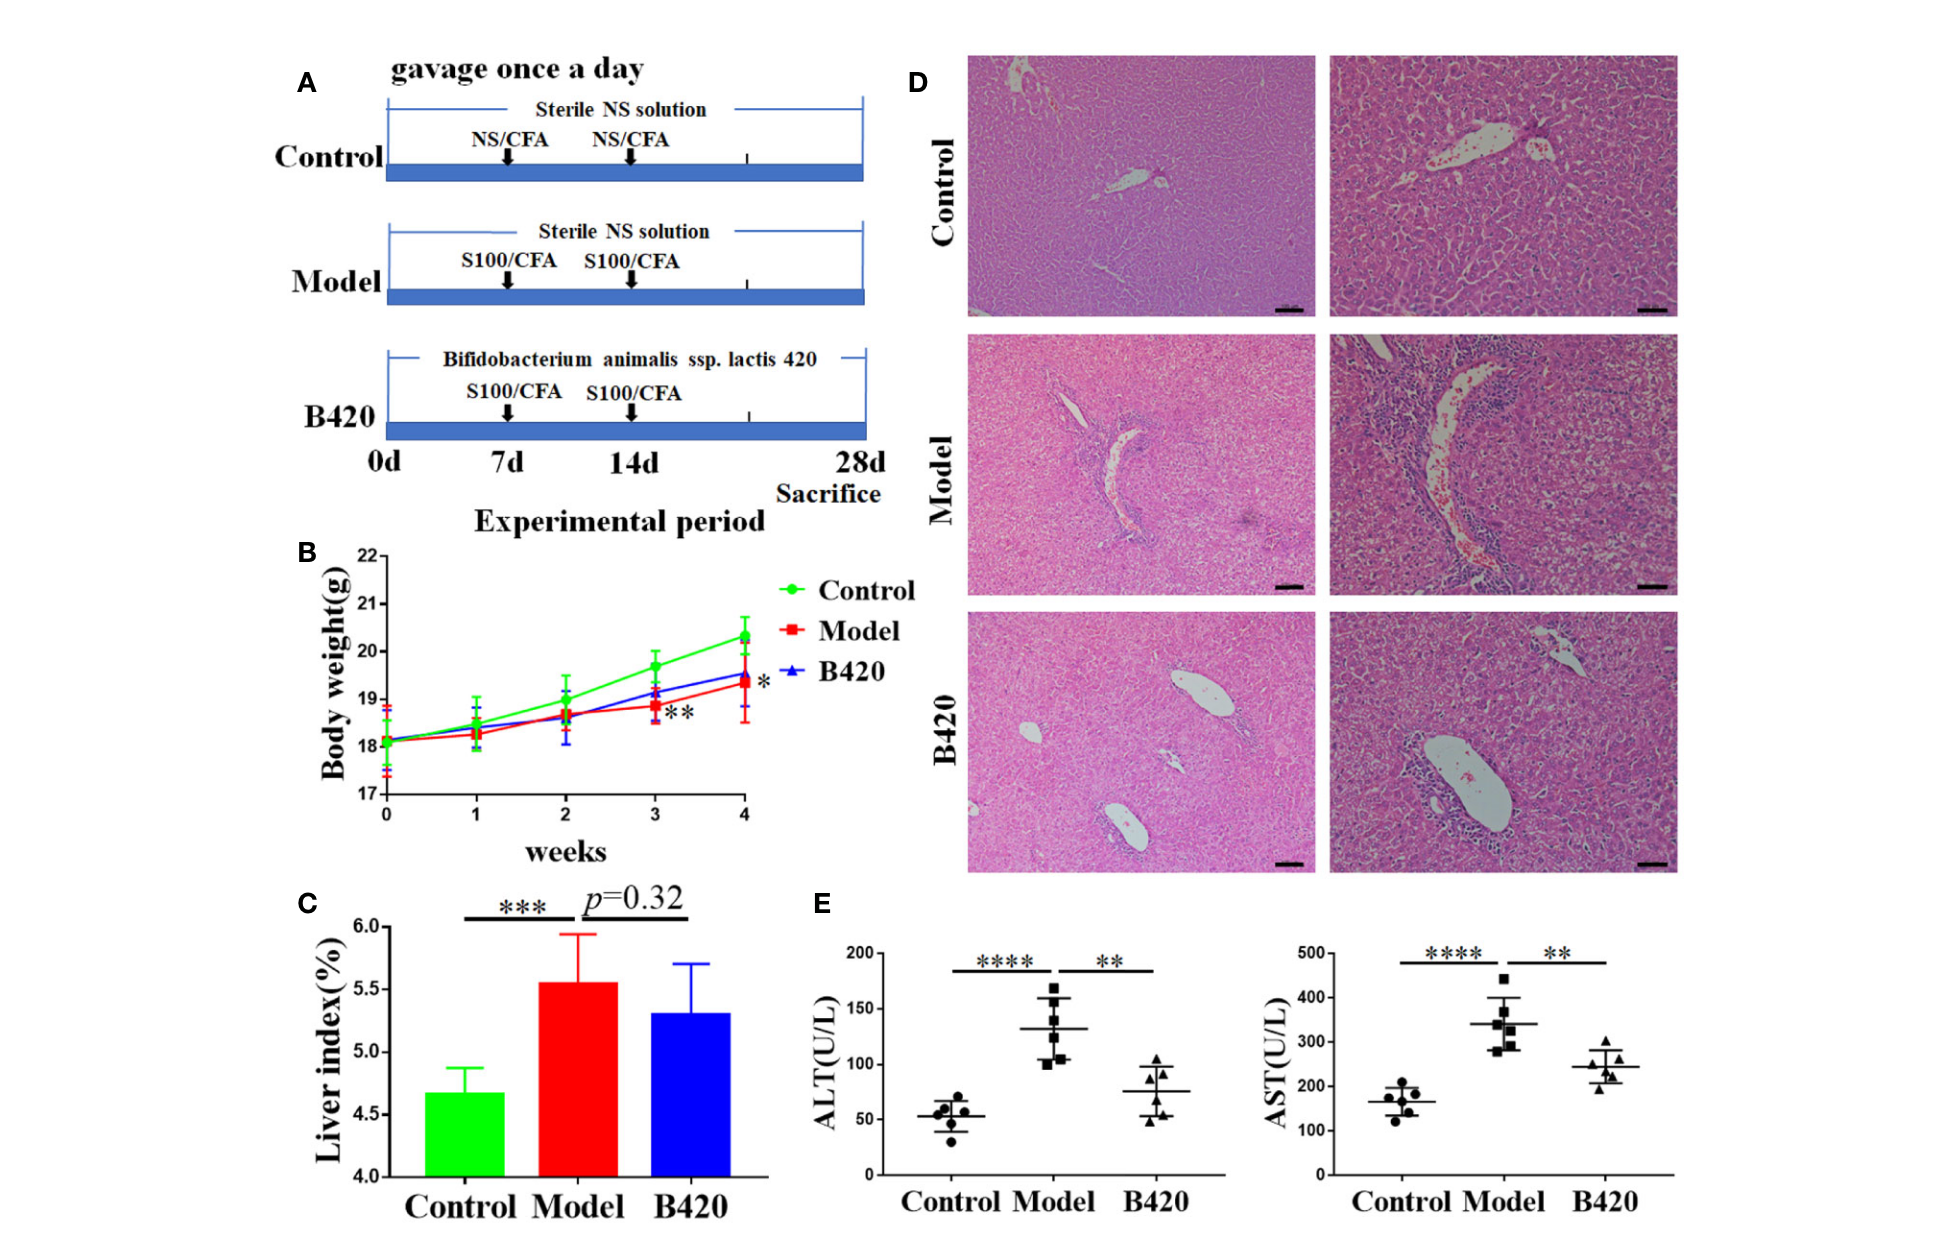 A
gavage once a day
Sterile NS solution
NS/CFA NS/CFA
Control
Sterile NS solution
S100/CFA S100/CFA
Model
Bifidobacterium animalis ssp. lactis 420
S100/CFA S100/CFA
B420
0d 7d 14d 28d
Sacrifice
Experimental period
B
Body weight(g)
22
21
20
19
18
17
0 1 2 3 4
weeks
Control
Model
B420
**
*
C
Liver index(%)
6.0
5.5
5.0
4.5
4.0
*** p=0.32
Control Model B420
D
Control
Model
B420
E
ALT(U/L)
200
150
100
50
0
**** **
Control Model B420
AST(U/L)
500
400
300
200
100
0
**** **
Control Model B420